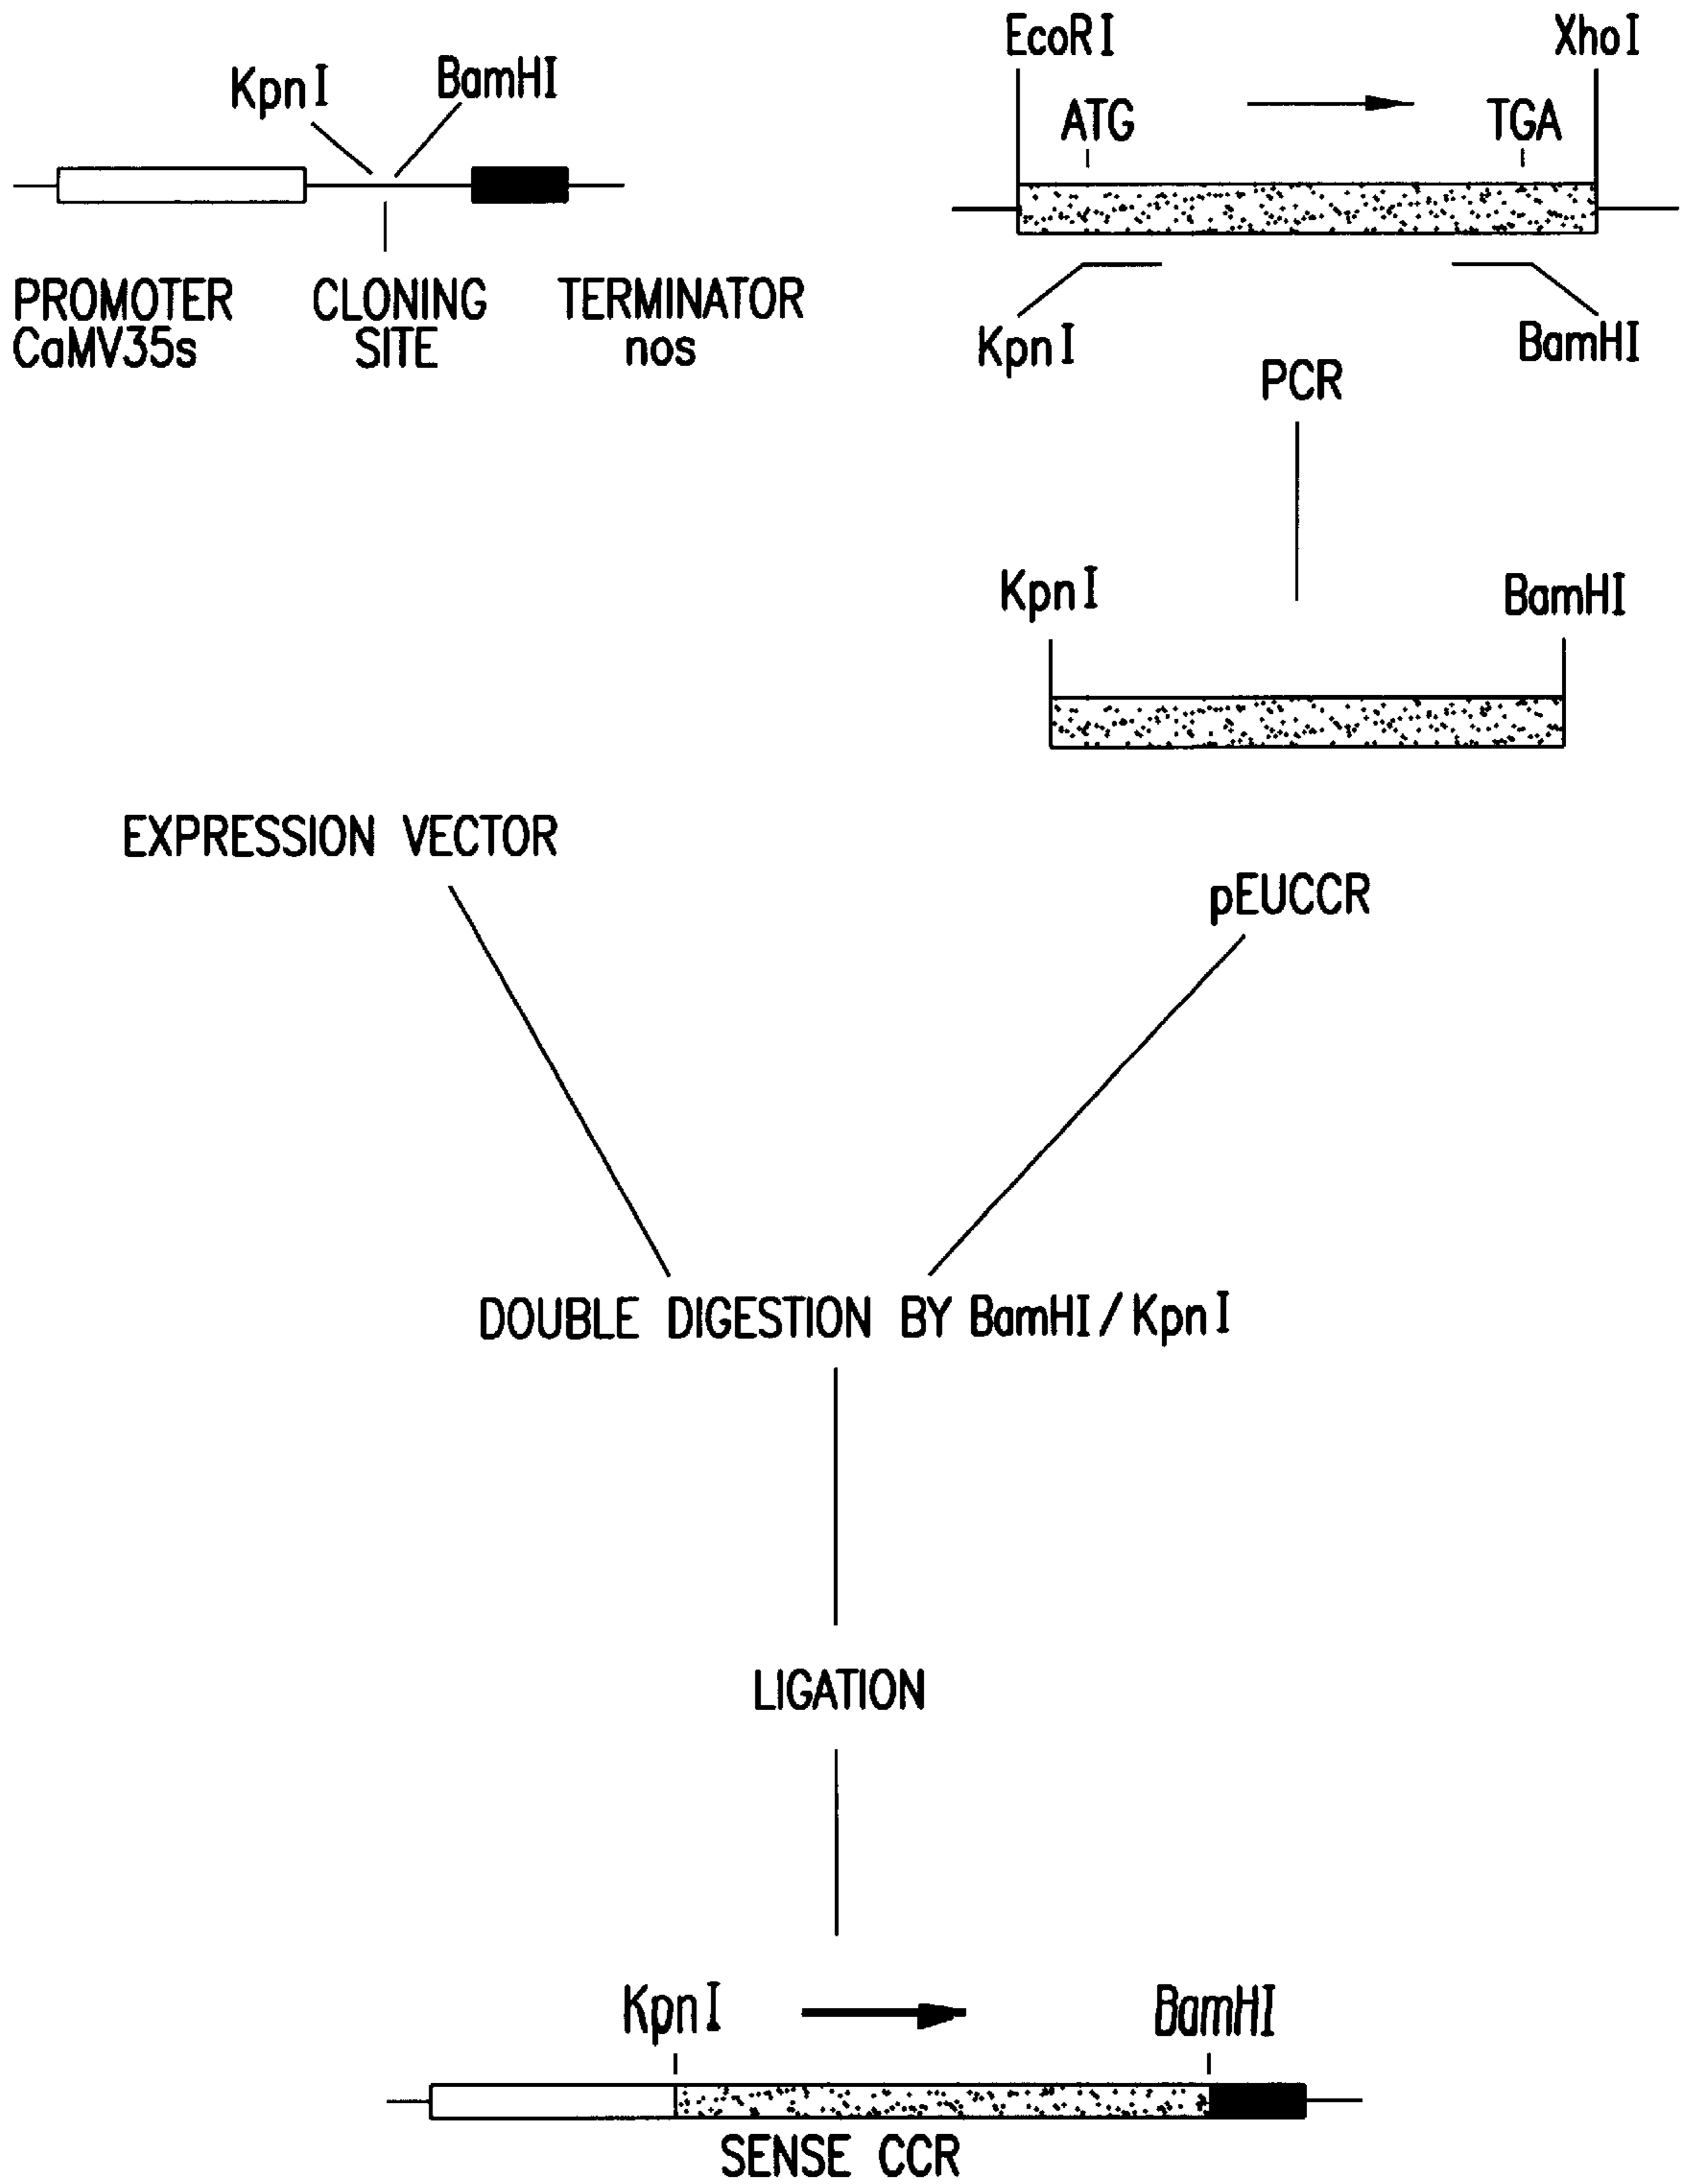 KpnI
BamHI
PROMOTER
CaMV35s
CLONING
SITE
TERMINATOR
nos
EcoRI
XhoI
ATG
TGA
KpnI
BamHI
PCR
KpnI
BamHI
EXPRESSION VECTOR
pEUCCR
DOUBLE DIGESTION BY BamHI/KpnI
LIGATION
KpnI
BamHI
SENSE CCR